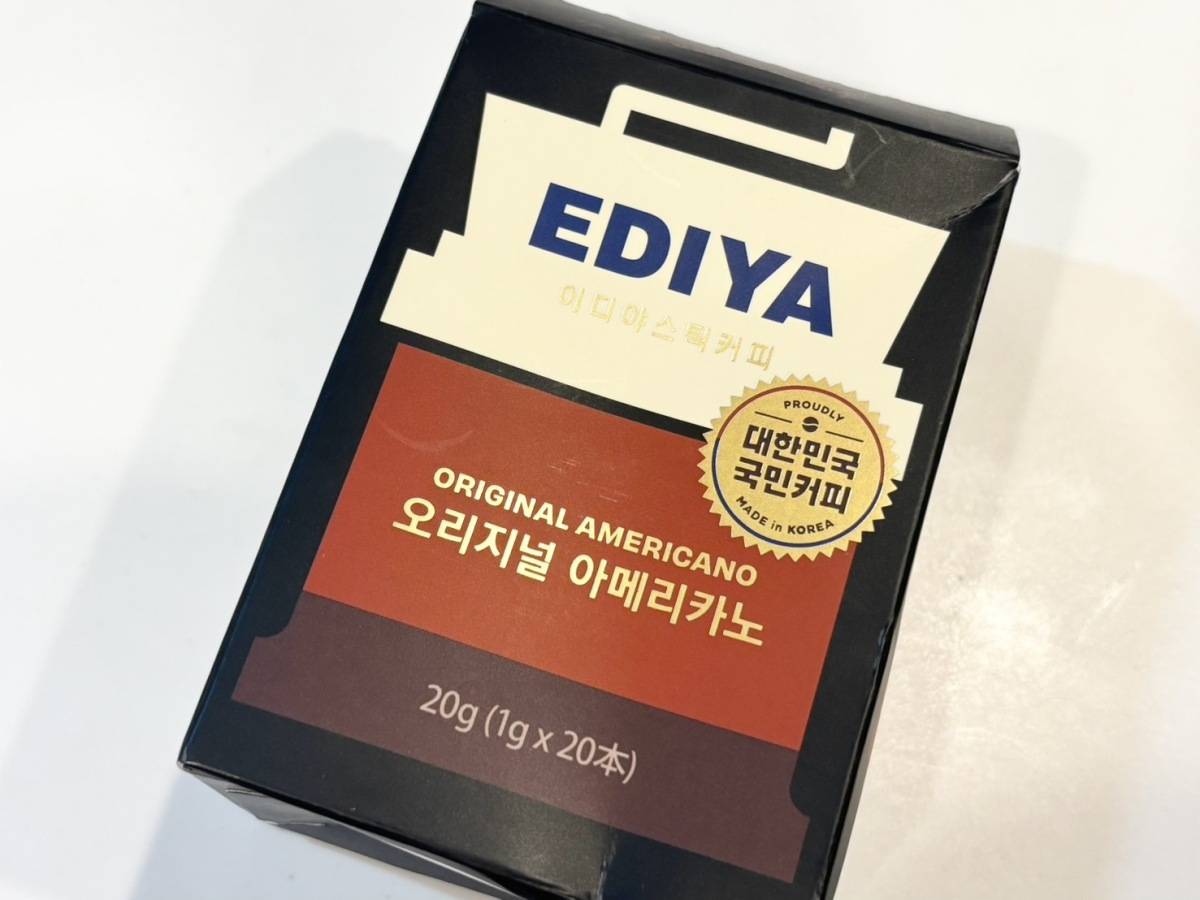 EDIYA
이디야스틱커피
PROUDLY
대한민국
국민커피
MADE in KOREA
ORIGINAL AMERICANO
오리지널 아메리카노
20g (1g x 20本)